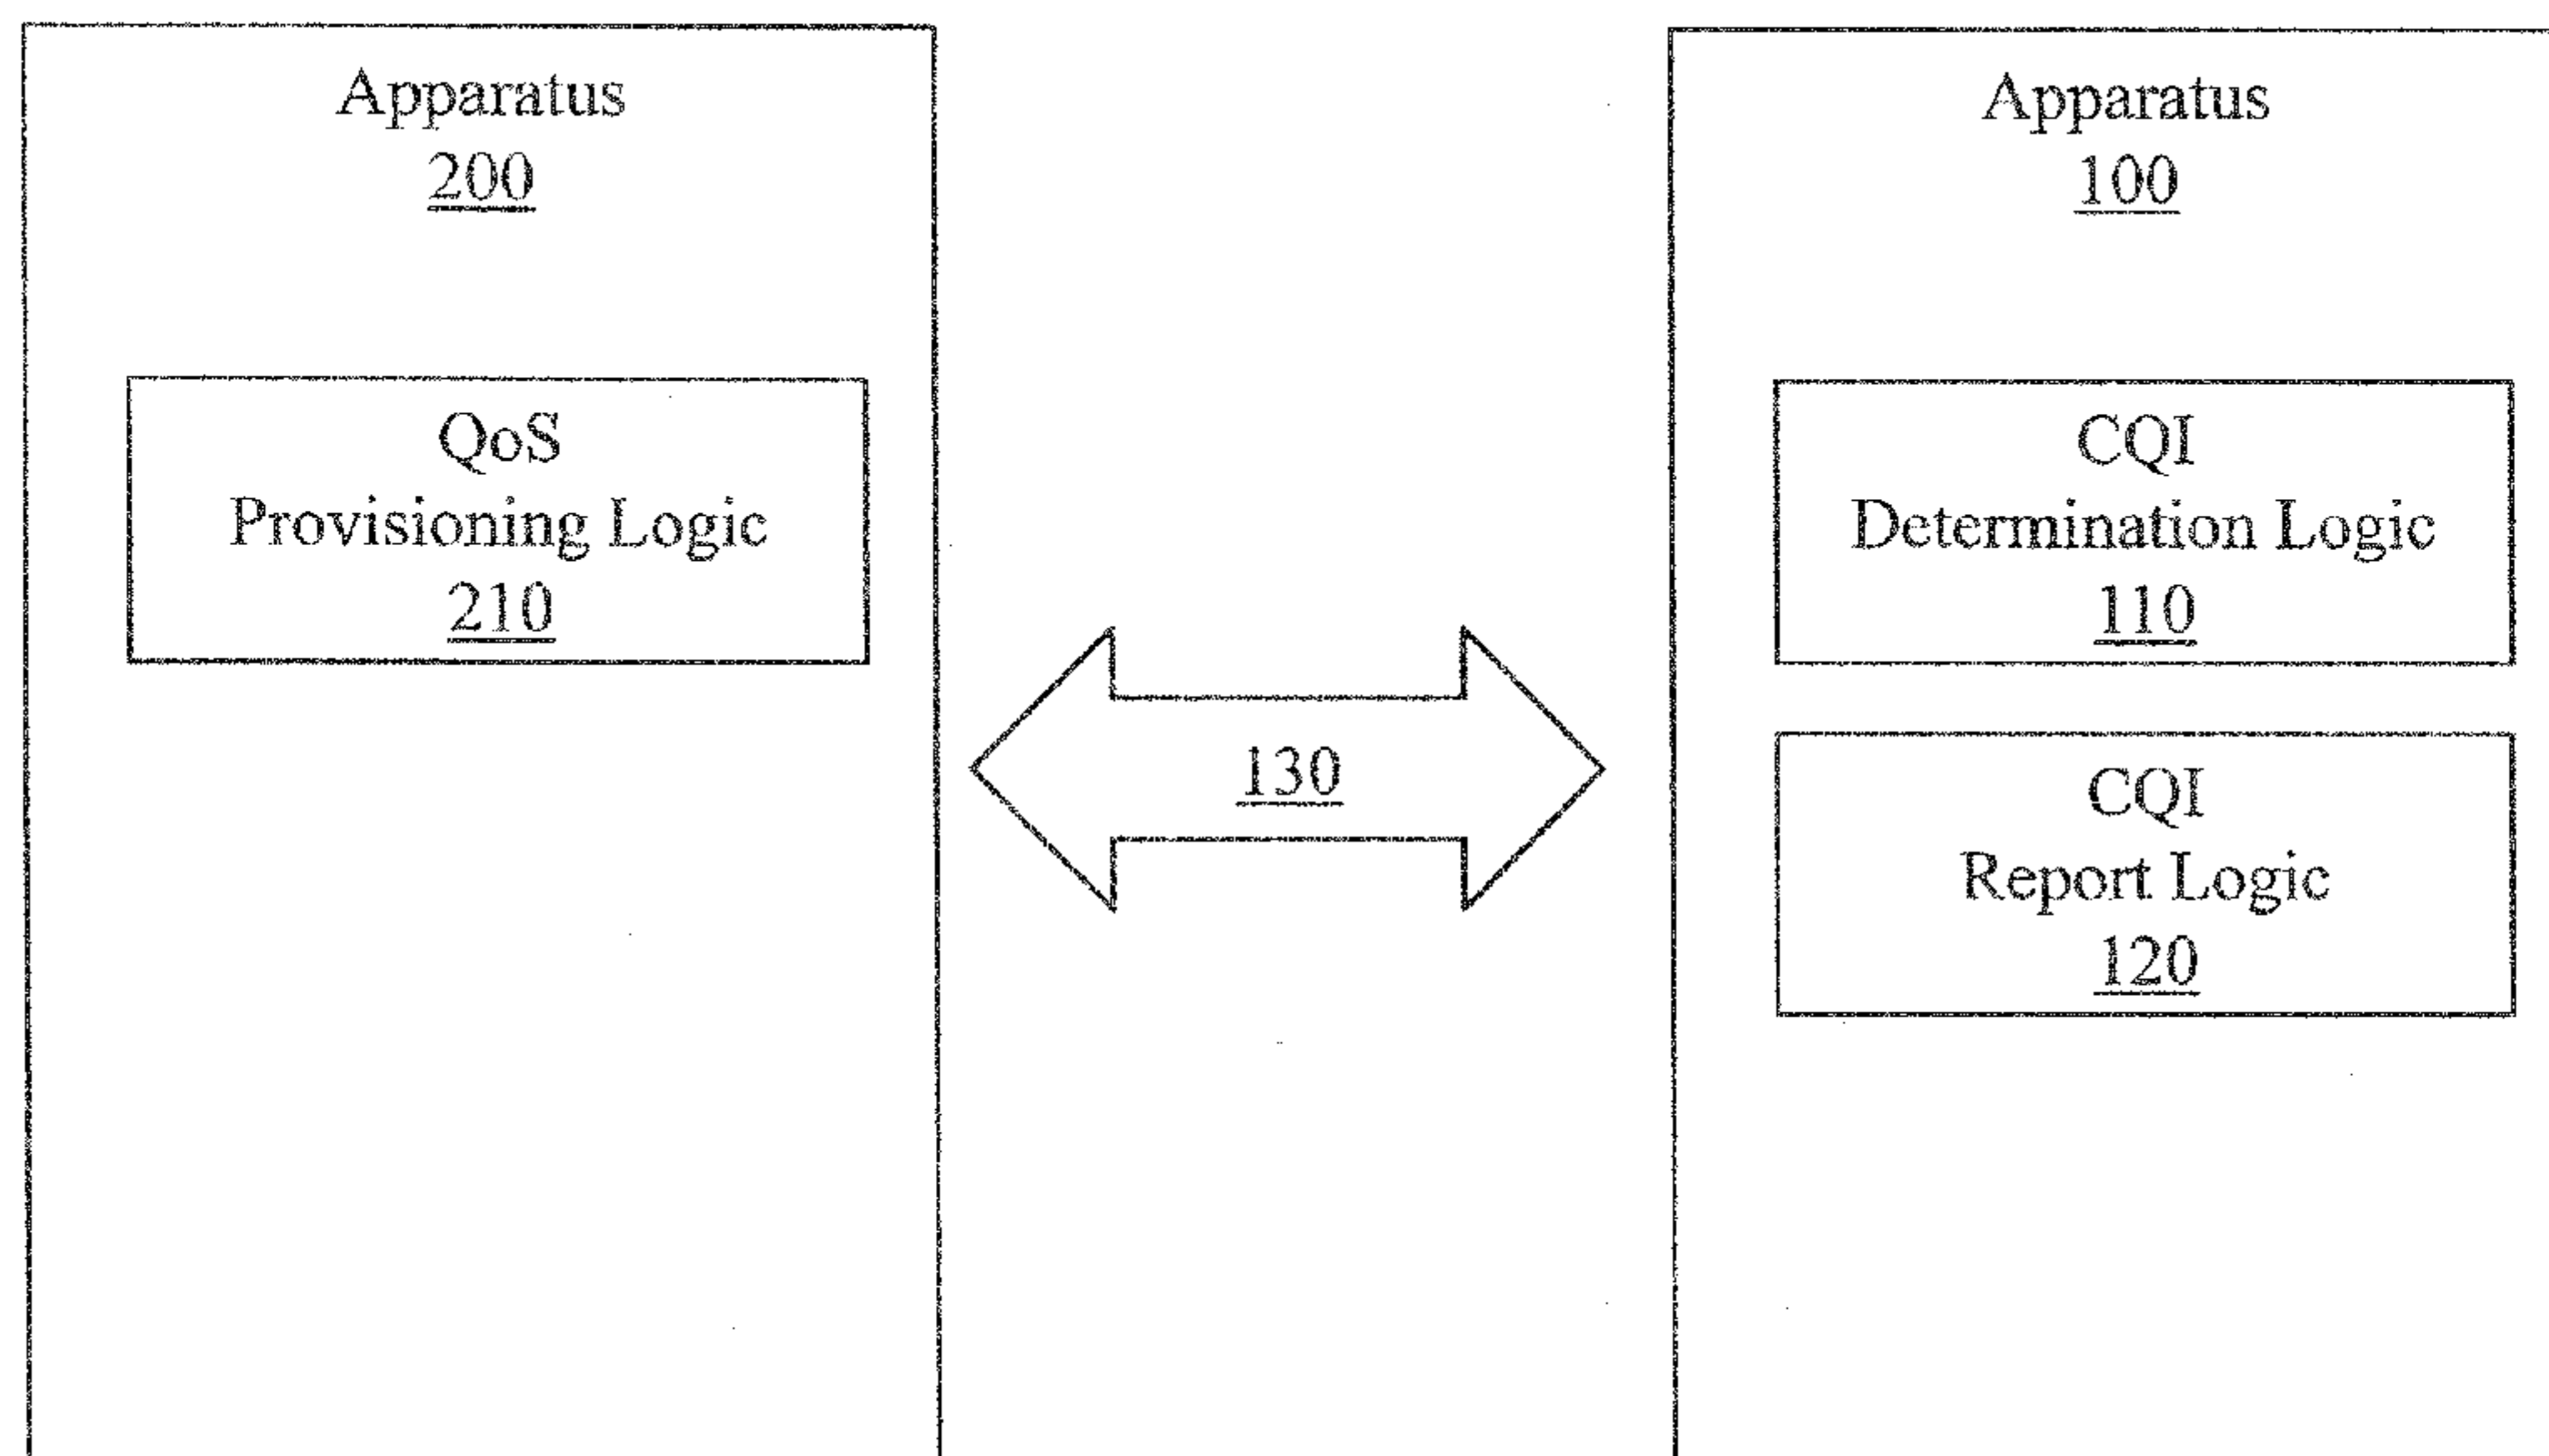 Apparatus
200
QoS
Provisioning Logic
210
130
Apparatus
100
CQI
Determination Logic
110
CQI
Report Logic
120